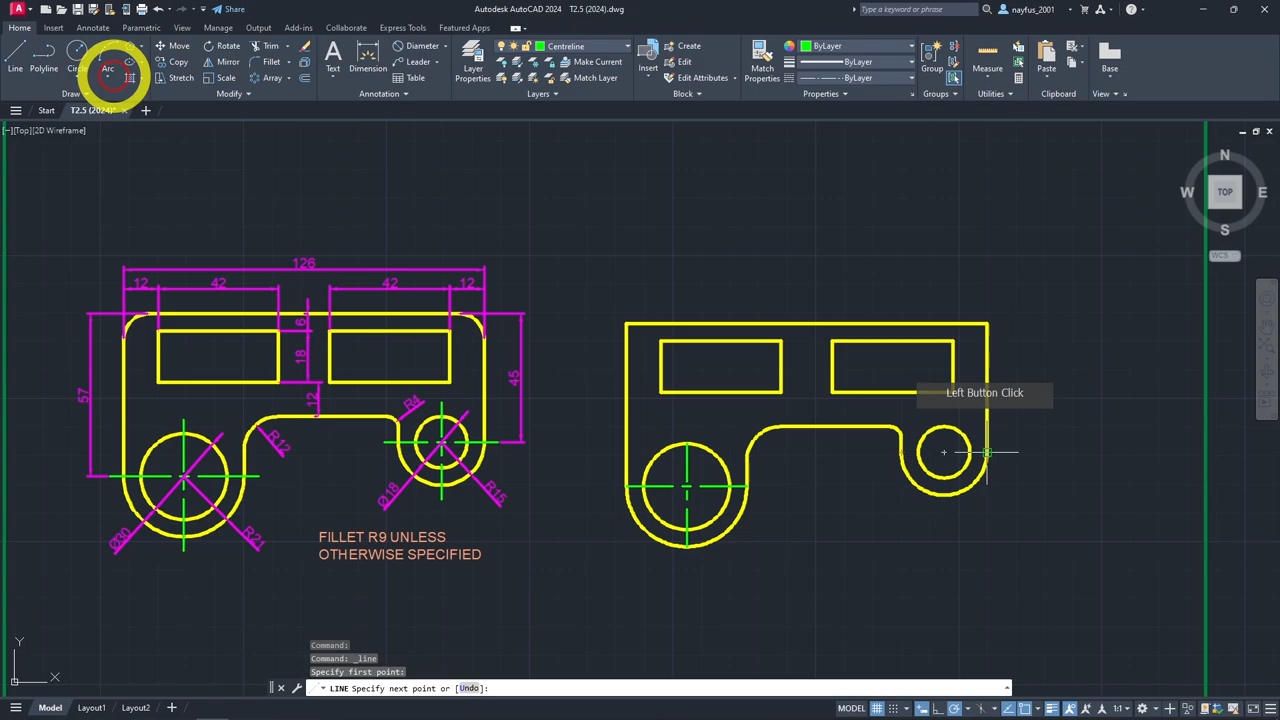 Share
Autodesk AutoCAD 2024 T2.5 (2024).dwg
Type a keyword or phrase
nayfus_2001
Home Insert Annotate Parametric View Manage Output Add-ins Collaborate Express Tools Featured Apps
Line Polyline Circle Arc
Move Rotate Trim
Copy Mirror Fillet
Stretch Scale Array
Text Dimension
Diameter
Leader
Table
Layer Properties
Centreline
Make Current
Match Layer
Insert
Create
Edit
Edit Attributes
Match Properties
ByLayer
ByLayer
ByLayer
Group
Measure
Paste
Base
Draw Modify Annotation Layers Block Properties Groups Utilities Clipboard View
Start T2.5 (2024)*
[−][Top][2D Wireframe]
N
W TOP E
S
WCS
126
12 42 42 12
6
18
12
57
45
R4
R12
Ø18
R15
Ø30
R21
FILLET R9 UNLESS
OTHERWISE SPECIFIED
Left Button Click
Y
X
Command:
Command: _line
Specify first point:
LINE Specify next point or [Undo]:
Model Layout1 Layout2
MODEL 1:1